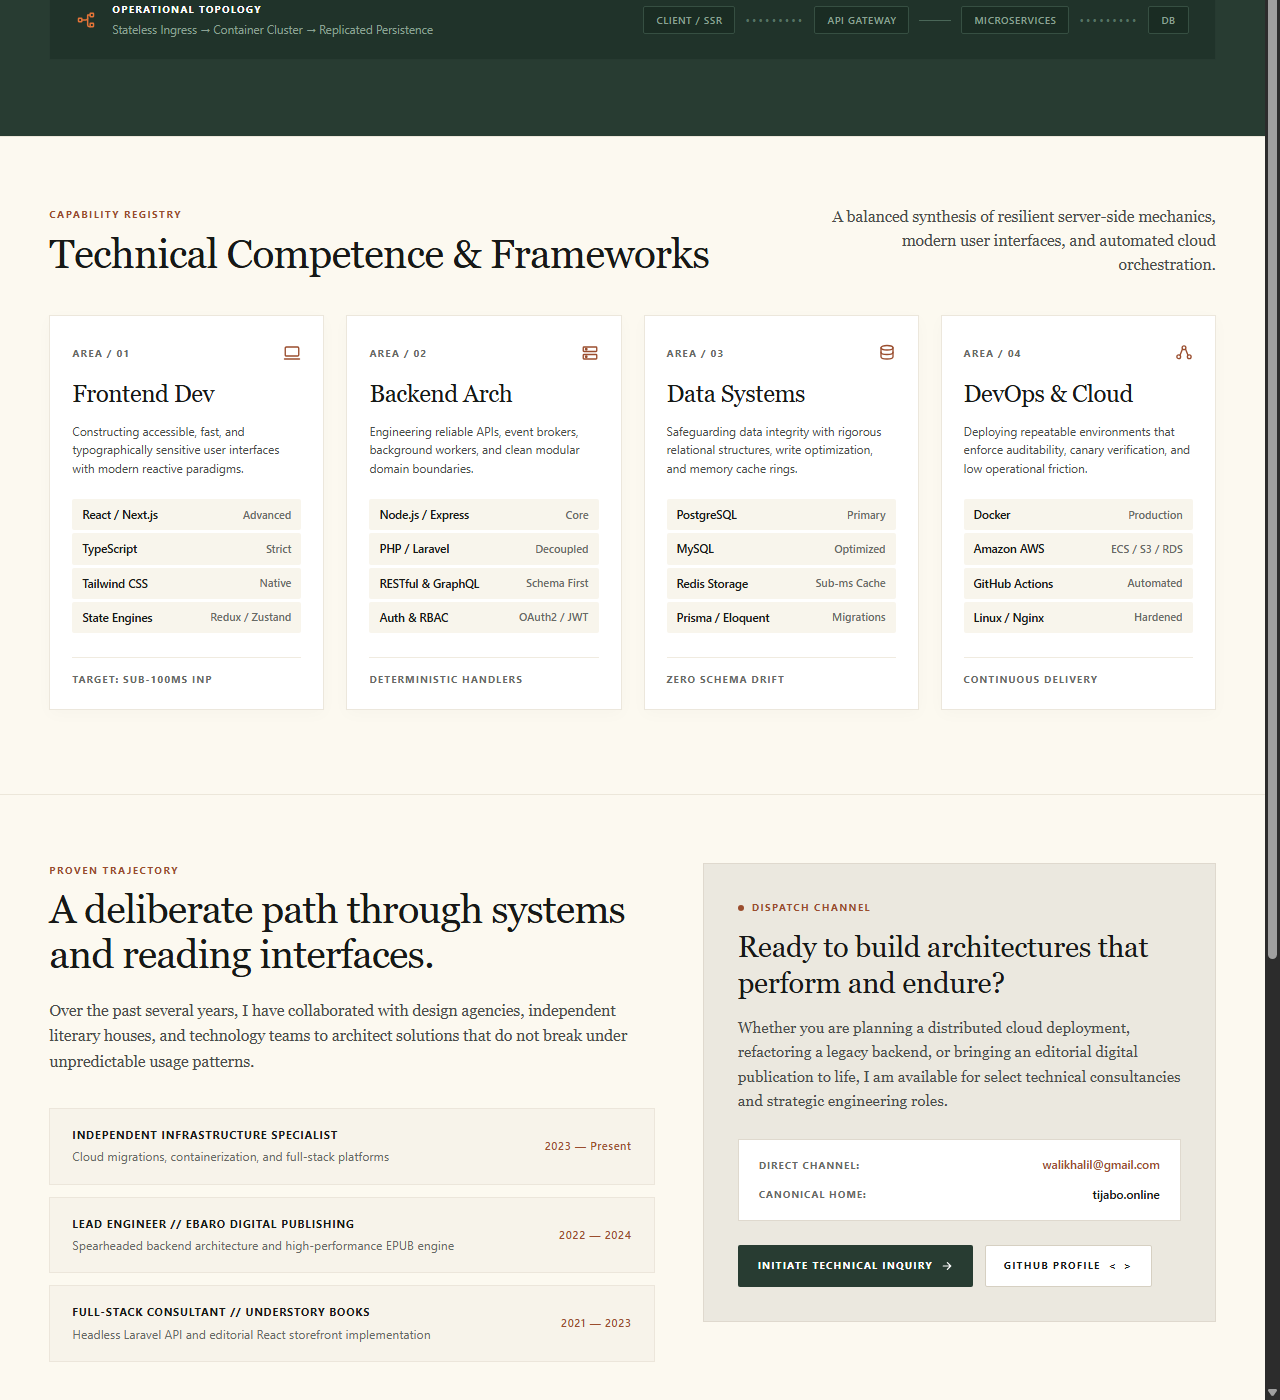 OPERATIONAL TOPOLOGY
Stateless Ingress → Container Cluster → Replicated Persistence
CLIENT / SSR
API GATEWAY
MICROSERVICES
DB
CAPABILITY REGISTRY
Technical Competence & Frameworks
A balanced synthesis of resilient server-side mechanics,
modern user interfaces, and automated cloud
orchestration.
AREA / 01
Frontend Dev
Constructing accessible, fast, and
typographically sensitive user interfaces
with modern reactive paradigms.
React / Next.js Advanced
TypeScript Strict
Tailwind CSS Native
State Engines Redux / Zustand
TARGET: SUB-100MS INP
AREA / 02
Backend Arch
Engineering reliable APIs, event brokers,
background workers, and clean modular
domain boundaries.
Node.js / Express Core
PHP / Laravel Decoupled
RESTful & GraphQL Schema First
Auth & RBAC OAuth2 / JWT
DETERMINISTIC HANDLERS
AREA / 03
Data Systems
Safeguarding data integrity with rigorous
relational structures, write optimization,
and memory cache rings.
PostgreSQL Primary
MySQL Optimized
Redis Storage Sub-ms Cache
Prisma / Eloquent Migrations
ZERO SCHEMA DRIFT
AREA / 04
DevOps & Cloud
Deploying repeatable environments that
enforce auditability, canary verification, and
low operational friction.
Docker Production
Amazon AWS ECS / S3 / RDS
GitHub Actions Automated
Linux / Nginx Hardened
CONTINUOUS DELIVERY
PROVEN TRAJECTORY
A deliberate path through systems
and reading interfaces.
Over the past several years, I have collaborated with design agencies, independent
literary houses, and technology teams to architect solutions that do not break under
unpredictable usage patterns.
INDEPENDENT INFRASTRUCTURE SPECIALIST
Cloud migrations, containerization, and full-stack platforms
2023 — Present
LEAD ENGINEER // EBARO DIGITAL PUBLISHING
Spearheaded backend architecture and high-performance EPUB engine
2022 — 2024
FULL-STACK CONSULTANT // UNDERSTORY BOOKS
Headless Laravel API and editorial React storefront implementation
2021 — 2023
DISPATCH CHANNEL
Ready to build architectures that
perform and endure?
Whether you are planning a distributed cloud deployment,
refactoring a legacy backend, or bringing an editorial digital
publication to life, I am available for select technical consultancies
and strategic engineering roles.
DIRECT CHANNEL: walikhalil@gmail.com
CANONICAL HOME: tijabo.online
INITIATE TECHNICAL INQUIRY →
GITHUB PROFILE < >